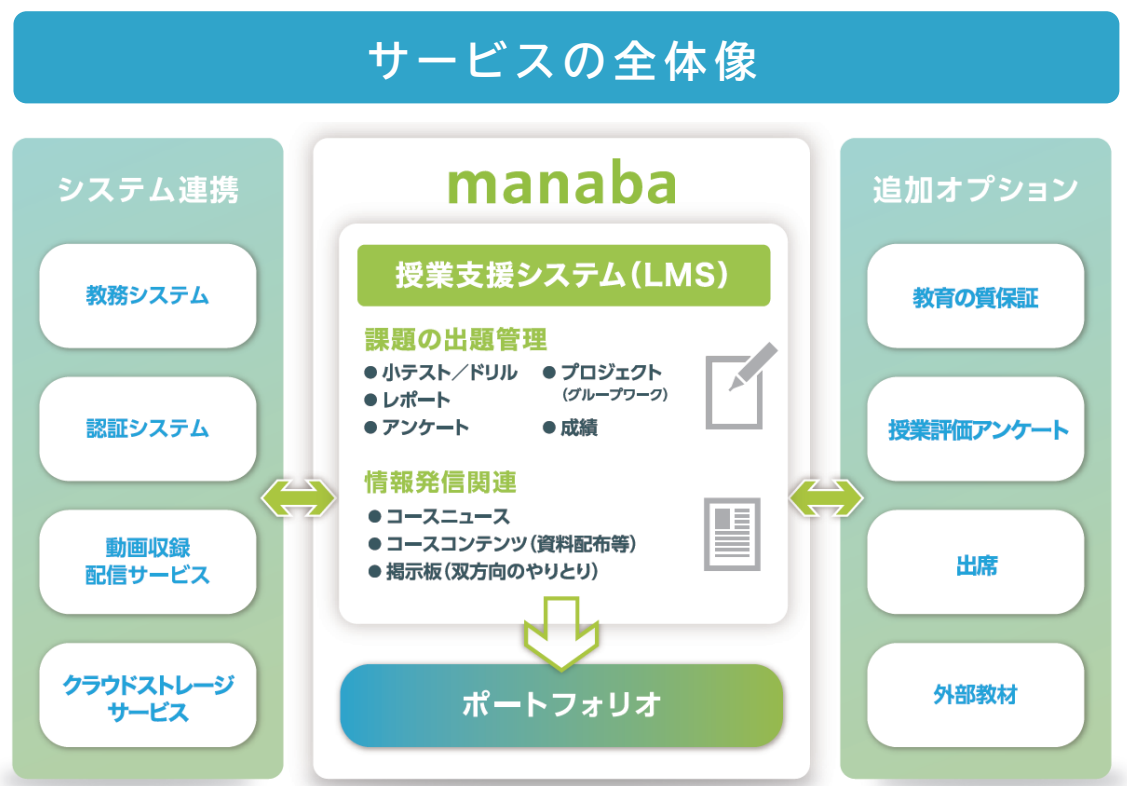 サービスの全体像
システム連携
教務システム
認証システム
動画収録
配信サービス
クラウドストレージ
サービス
manaba
授業支援システム(LMS)
課題の出題管理
●小テスト／ドリル
●レポート
●アンケート
●プロジェクト
(グループワーク)
●成績
情報発信関連
●コースニュース
●コースコンテンツ(資料配布等)
●掲示板(双方向のやりとり)
ポートフォリオ
追加オプション
教育の質保証
授業評価アンケート
出席
外部教材